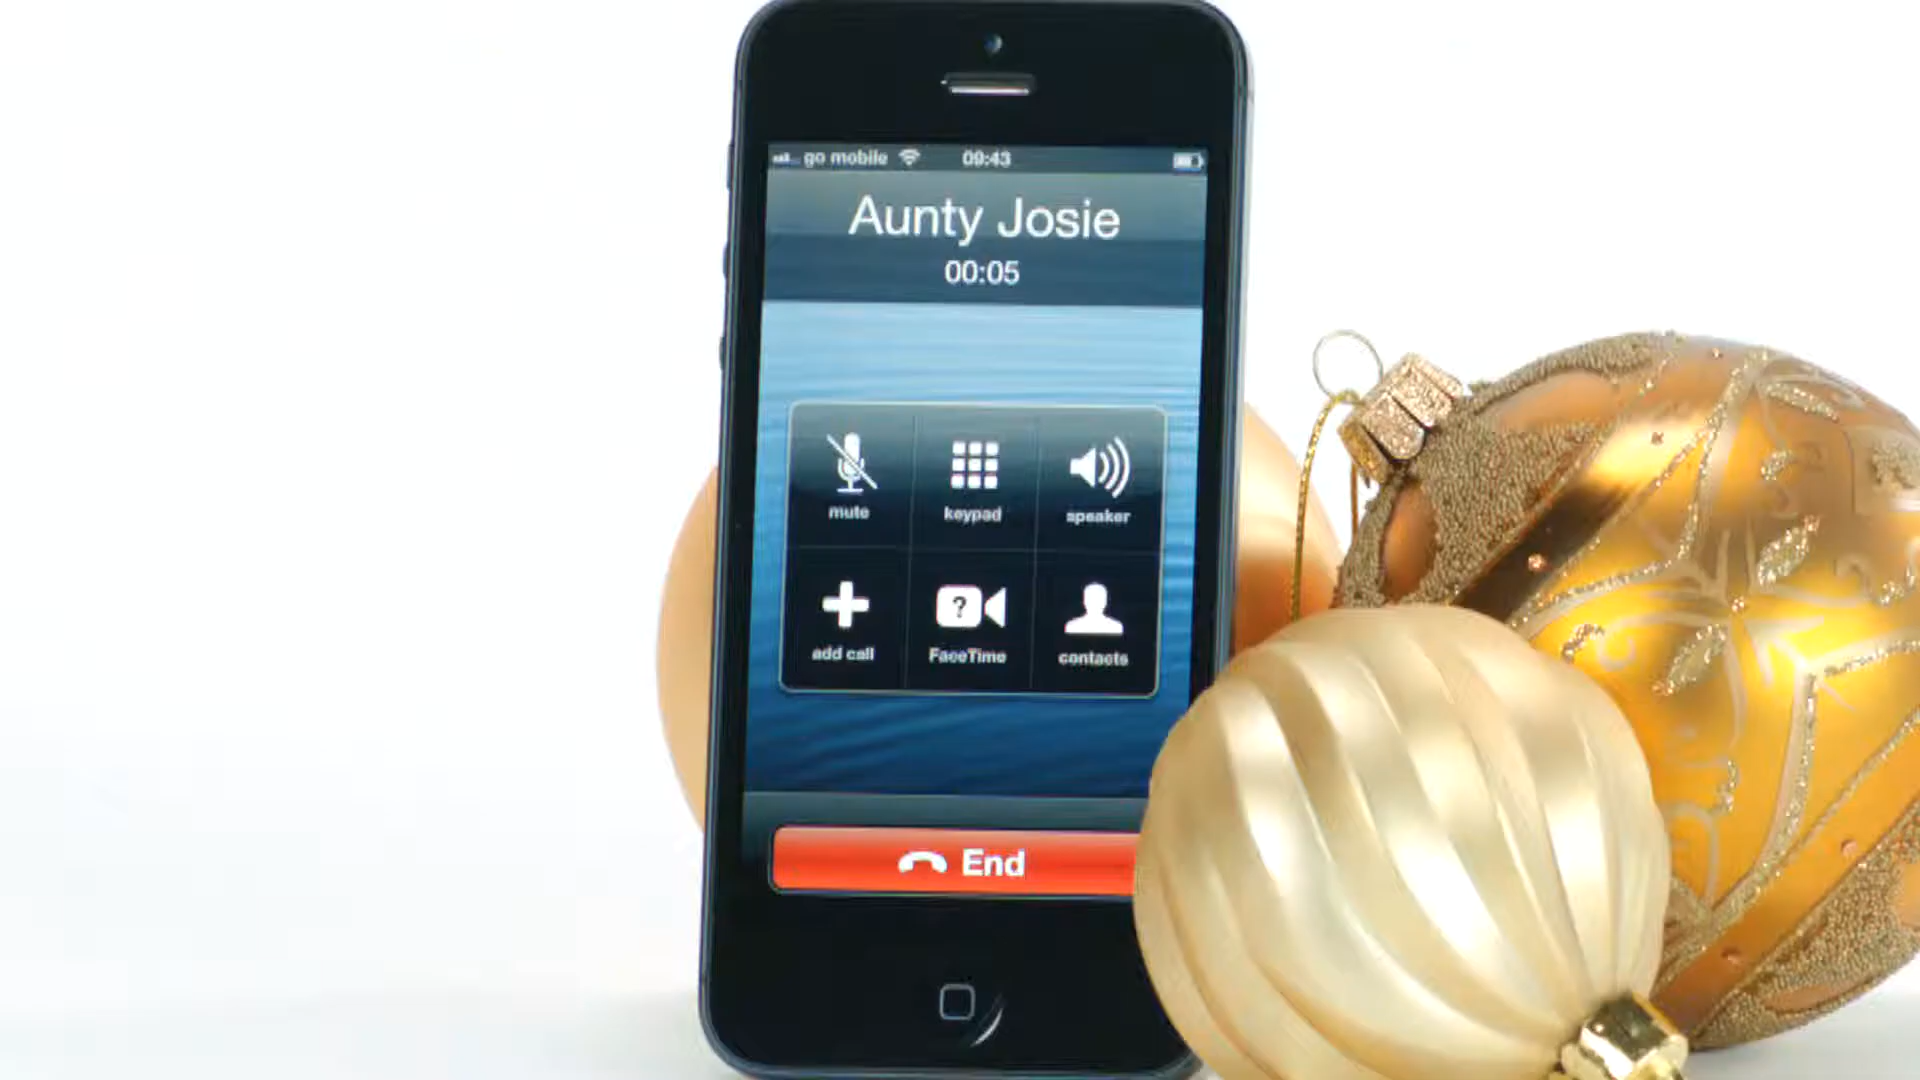 go mobile 09:43
Aunty Josie
00:05
mute keypad speaker
add call FaceTime contacts
End